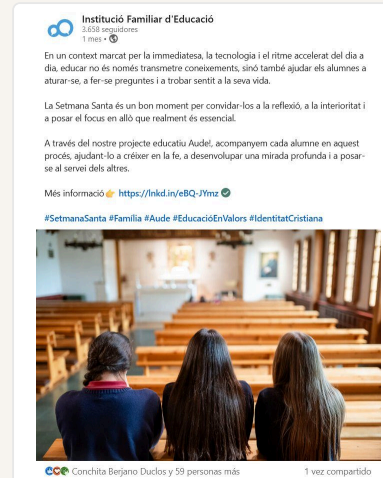 Institució Familiar d'Educació
3.658 seguidores
1 mes •
En un context marcat per la immediatesa, la tecnologia i el ritme accelerat del dia a
dia, educar no és només transmetre coneixements, sinó també ajudar els alumnes a
aturar-se, a fer-se preguntes i a trobar sentit a la seva vida.
La Setmana Santa és un bon moment per convidar-los a la reflexió, a la interioritat i
a posar el focus en allò que realment és essencial.
A través del nostre projecte educatiu Aude!, acompanyem cada alumne en aquest
procés, ajudant-lo a créixer en la fe, a desenvolupar una mirada profunda i a posar-
se al servei dels altres.
Més informació 👉 https://lnkd.in/eBQ-JYmz
#SetmanaSanta #Família #Aude #EducacióEnValors #IdentitatCristiana
Conchita Berjano Duclos y 59 personas más 1 vez compartido